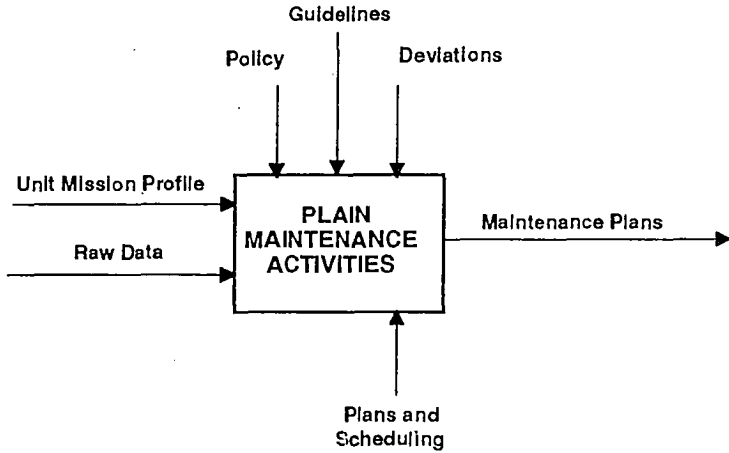 Guidelines
Policy
Deviations
Unit Mission Profile
PLAIN
MAINTENANCE
ACTIVITIES
Maintenance Plans
Raw Data
Plans and
Scheduling